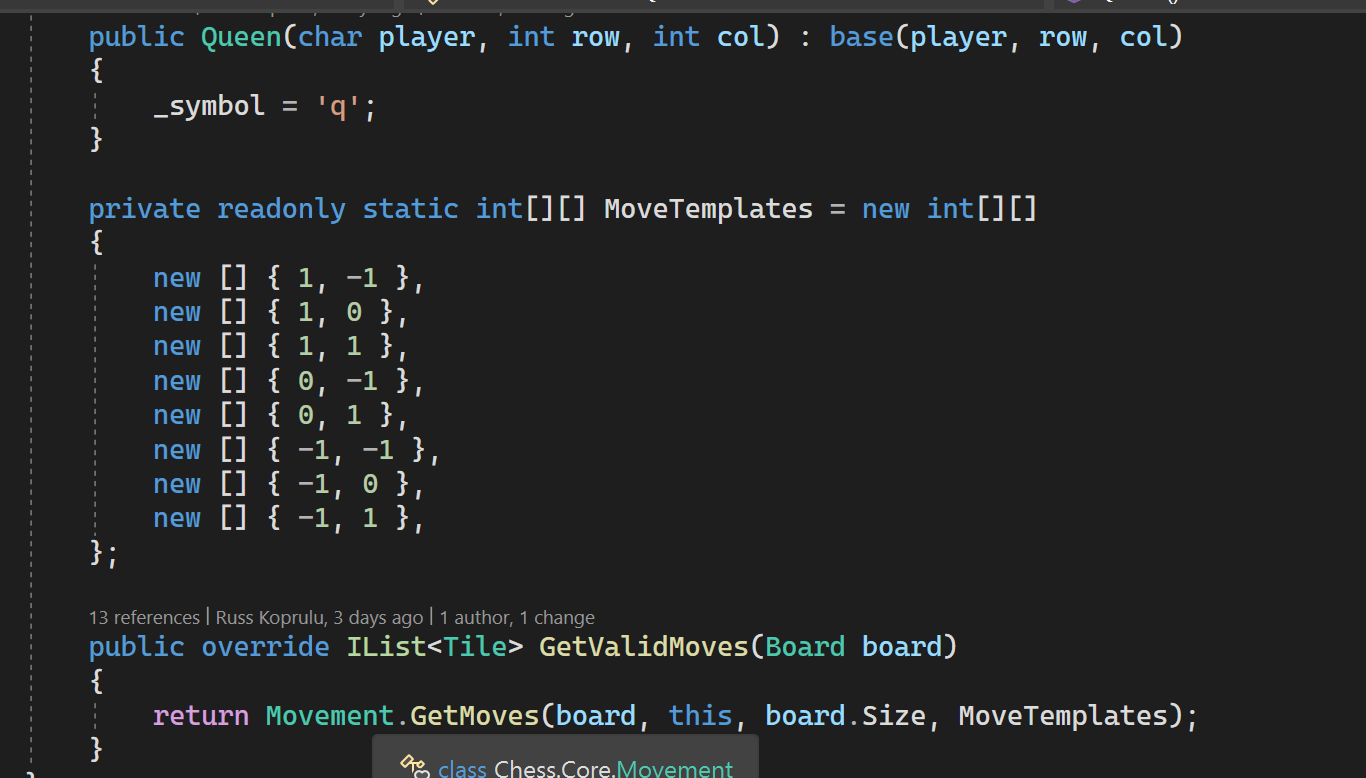 public Queen(char player, int row, int col) : base(player, row, col)
{
_symbol = 'q';
}
private readonly static int[][] MoveTemplates = new int[][]
{
new [] { 1, -1 },
new [] { 1, 0 },
new [] { 1, 1 },
new [] { 0, -1 },
new [] { 0, 1 },
new [] { -1, -1 },
new [] { -1, 0 },
new [] { -1, 1 },
};
13 references | Russ Koprulu, 3 days ago | 1 author, 1 change
public override IList<Tile> GetValidMoves(Board board)
{
return Movement.GetMoves(board, this, board.Size, MoveTemplates);
}
class Chess.Core.Movement